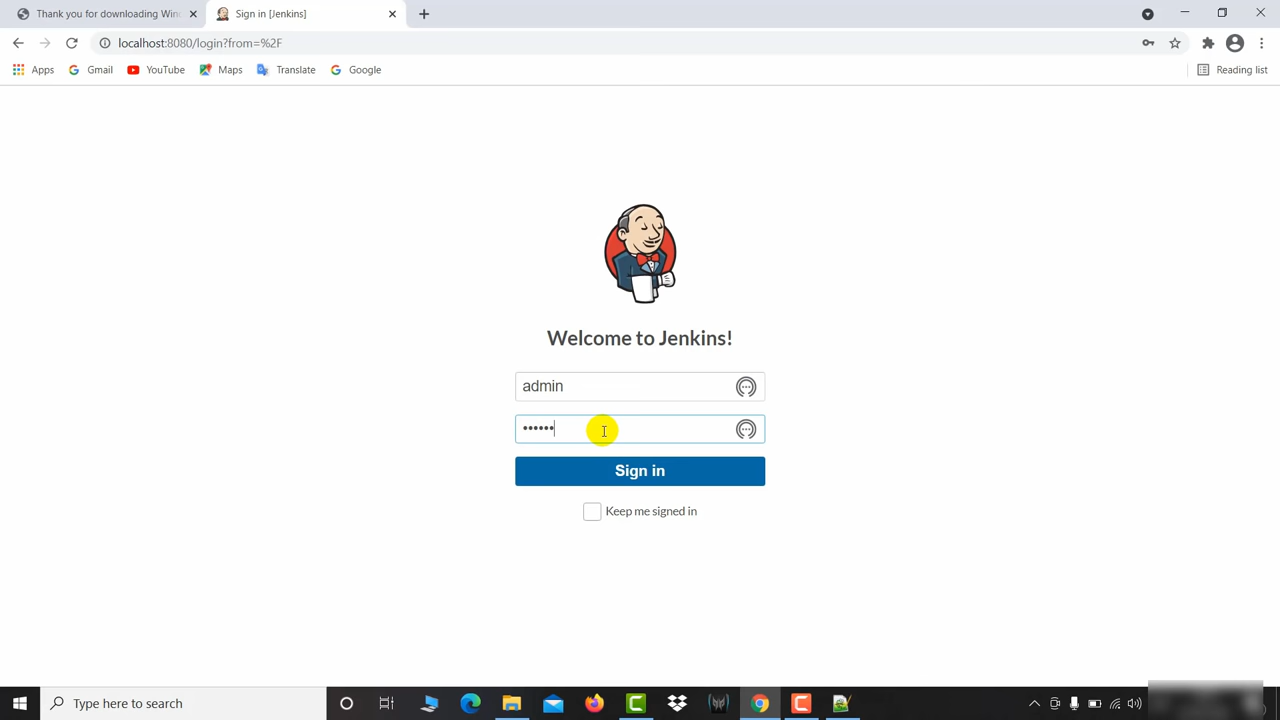 Thank you for downloading Win
Sign in [Jenkins]
localhost:8080/login?from=%2F
Apps
Gmail
YouTube
Maps
Translate
Google
Reading list
Welcome to Jenkins!
admin
••••••
Sign in
Keep me signed in
Type here to search